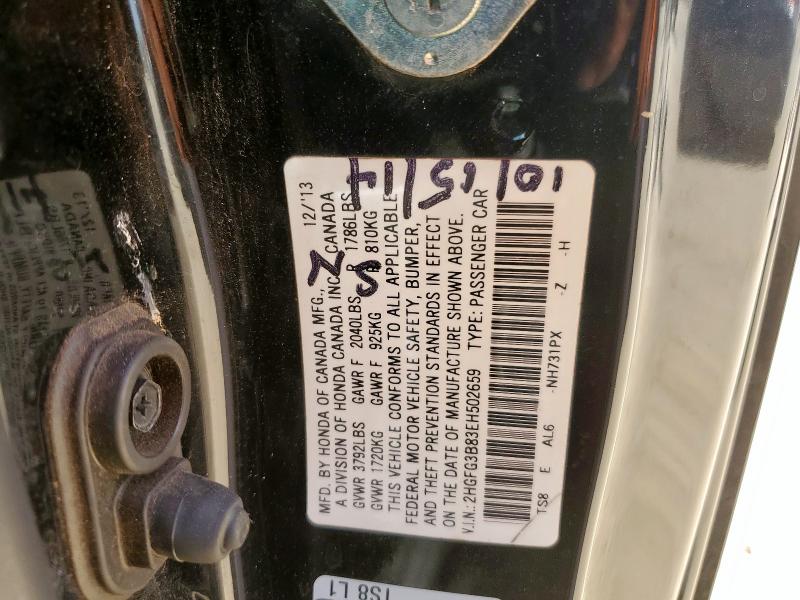 MFD. BY HONDA OF CANADA MFG., 12/'13
A DIVISION OF HONDA CANADA INC., CANADA
GVWR 3792LBS GAWR F 2040LBS R 1786LBS
GVWR 1720KG GAWR F 925KG R 810KG
THIS VEHICLE CONFORMS TO ALL APPLICABLE
FEDERAL MOTOR VEHICLE SAFETY, BUMPER,
AND THEFT PREVENTION STANDARDS IN EFFECT
ON THE DATE OF MANUFACTURE SHOWN ABOVE.
V.I.N.: 2HGFG3B83EH502659 TYPE: PASSENGER CAR
TS8 E AL6 -NH731PX -Z -H
TS8 L1